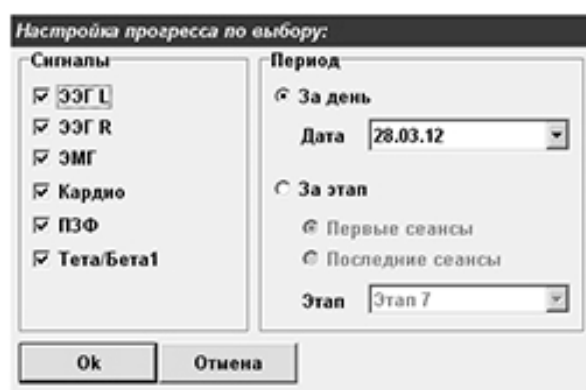 Настройка прогресса по выбору:
Сигналы
ЭЭГ L
ЭЭГ R
ЭМГ
Кардио
ПЗФ
Тета/Бета1
Период
За день
Дата 28.03.12
За этап
Первые сеансы
Последние сеансы
Этап Этап 7
Ok Отмена